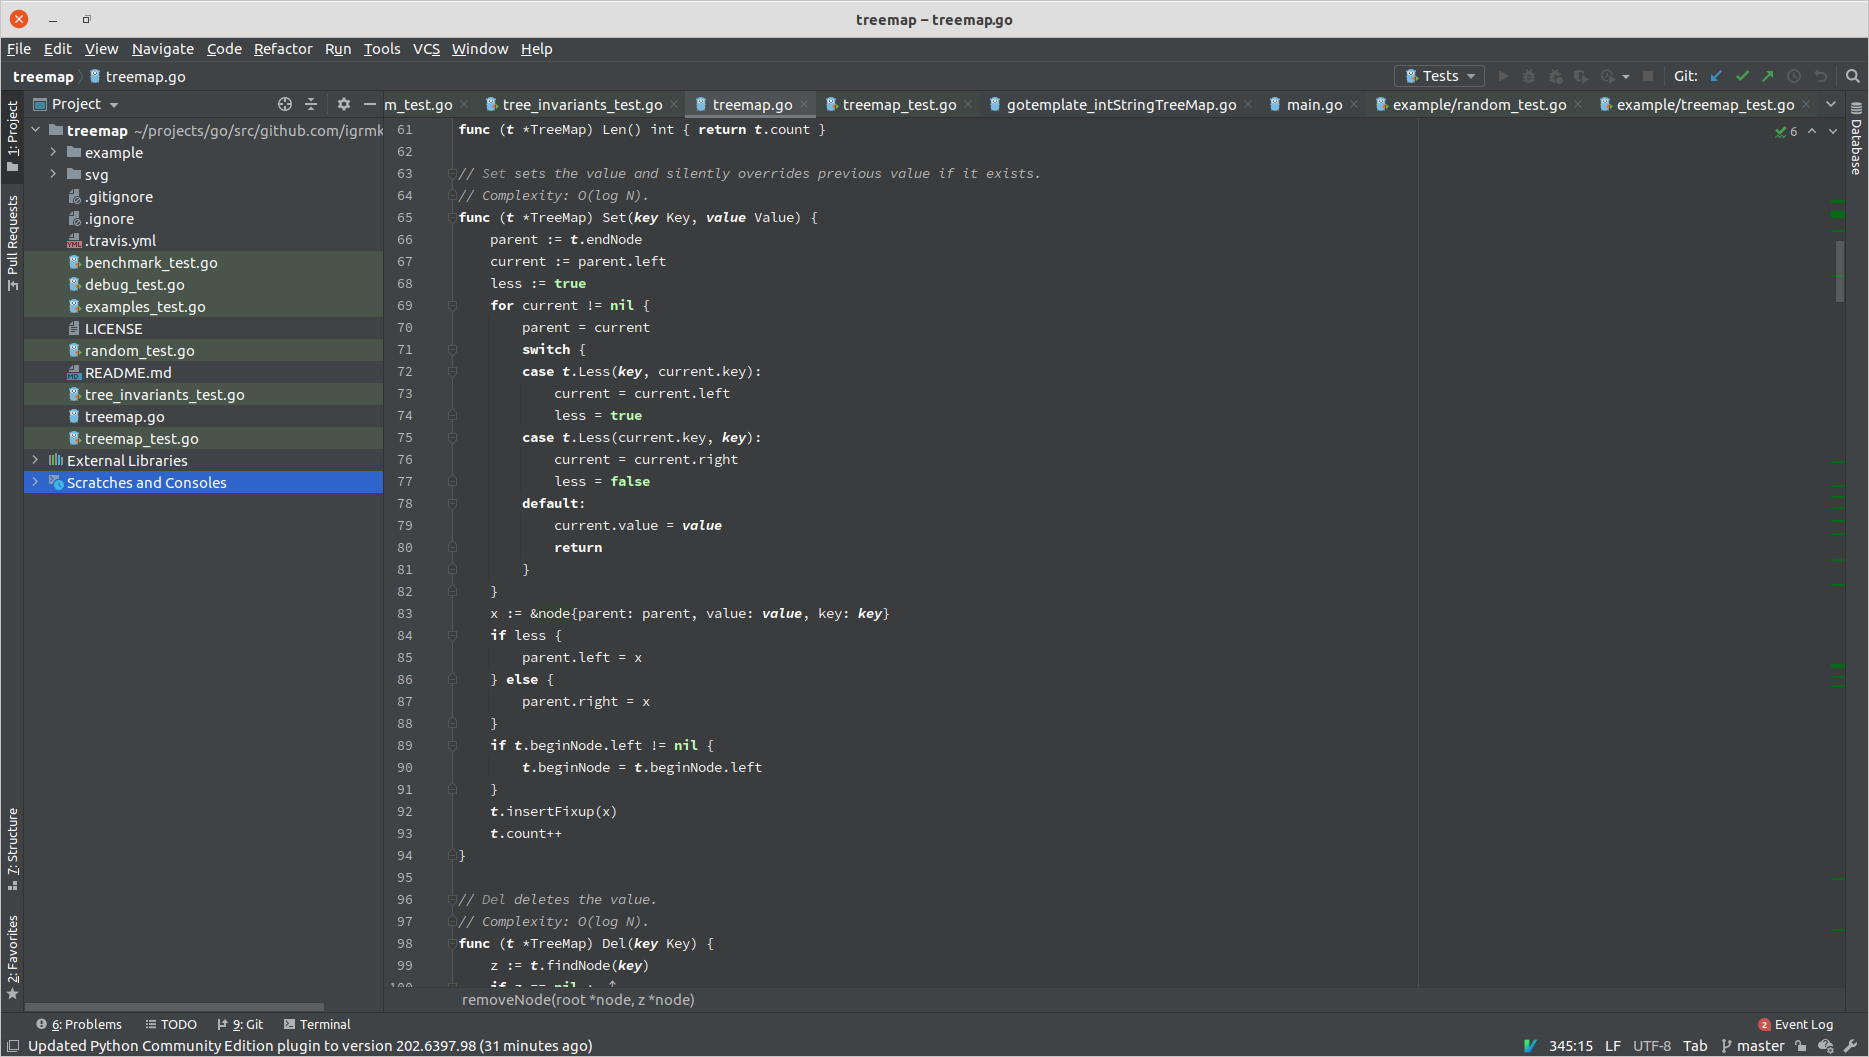 treemap – treemap.go
File Edit View Navigate Code Refactor Run Tools VCS Window Help
treemap treemap.go
Tests
Git:
Project
m_test.go tree_invariants_test.go treemap.go treemap_test.go gotemplate_intStringTreeMap.go main.go example/random_test.go example/treemap_test.go
1: Project
Pull Requests
7: Structure
2: Favorites
Database
treemap ~/projects/go/src/github.com/igrmk
example
svg
.gitignore
.ignore
.travis.yml
benchmark_test.go
debug_test.go
examples_test.go
LICENSE
random_test.go
README.md
tree_invariants_test.go
treemap.go
treemap_test.go
External Libraries
Scratches and Consoles
6
61 func (t *TreeMap) Len() int { return t.count }
62
63 // Set sets the value and silently overrides previous value if it exists.
64 // Complexity: O(log N).
65 func (t *TreeMap) Set(key Key, value Value) {
66 parent := t.endNode
67 current := parent.left
68 less := true
69 for current != nil {
70 parent = current
71 switch {
72 case t.Less(key, current.key):
73 current = current.left
74 less = true
75 case t.Less(current.key, key):
76 current = current.right
77 less = false
78 default:
79 current.value = value
80 return
81 }
82 }
83 x := &node{parent: parent, value: value, key: key}
84 if less {
85 parent.left = x
86 } else {
87 parent.right = x
88 }
89 if t.beginNode.left != nil {
90 t.beginNode = t.beginNode.left
91 }
92 t.insertFixup(x)
93 t.count++
94 }
95
96 // Del deletes the value.
97 // Complexity: O(log N).
98 func (t *TreeMap) Del(key Key) {
99 z := t.findNode(key)
removeNode(root *node, z *node)
6: Problems TODO 9: Git Terminal
2 Event Log
Updated Python Community Edition plugin to version 202.6397.98 (31 minutes ago)
345:15 LF UTF-8 Tab master